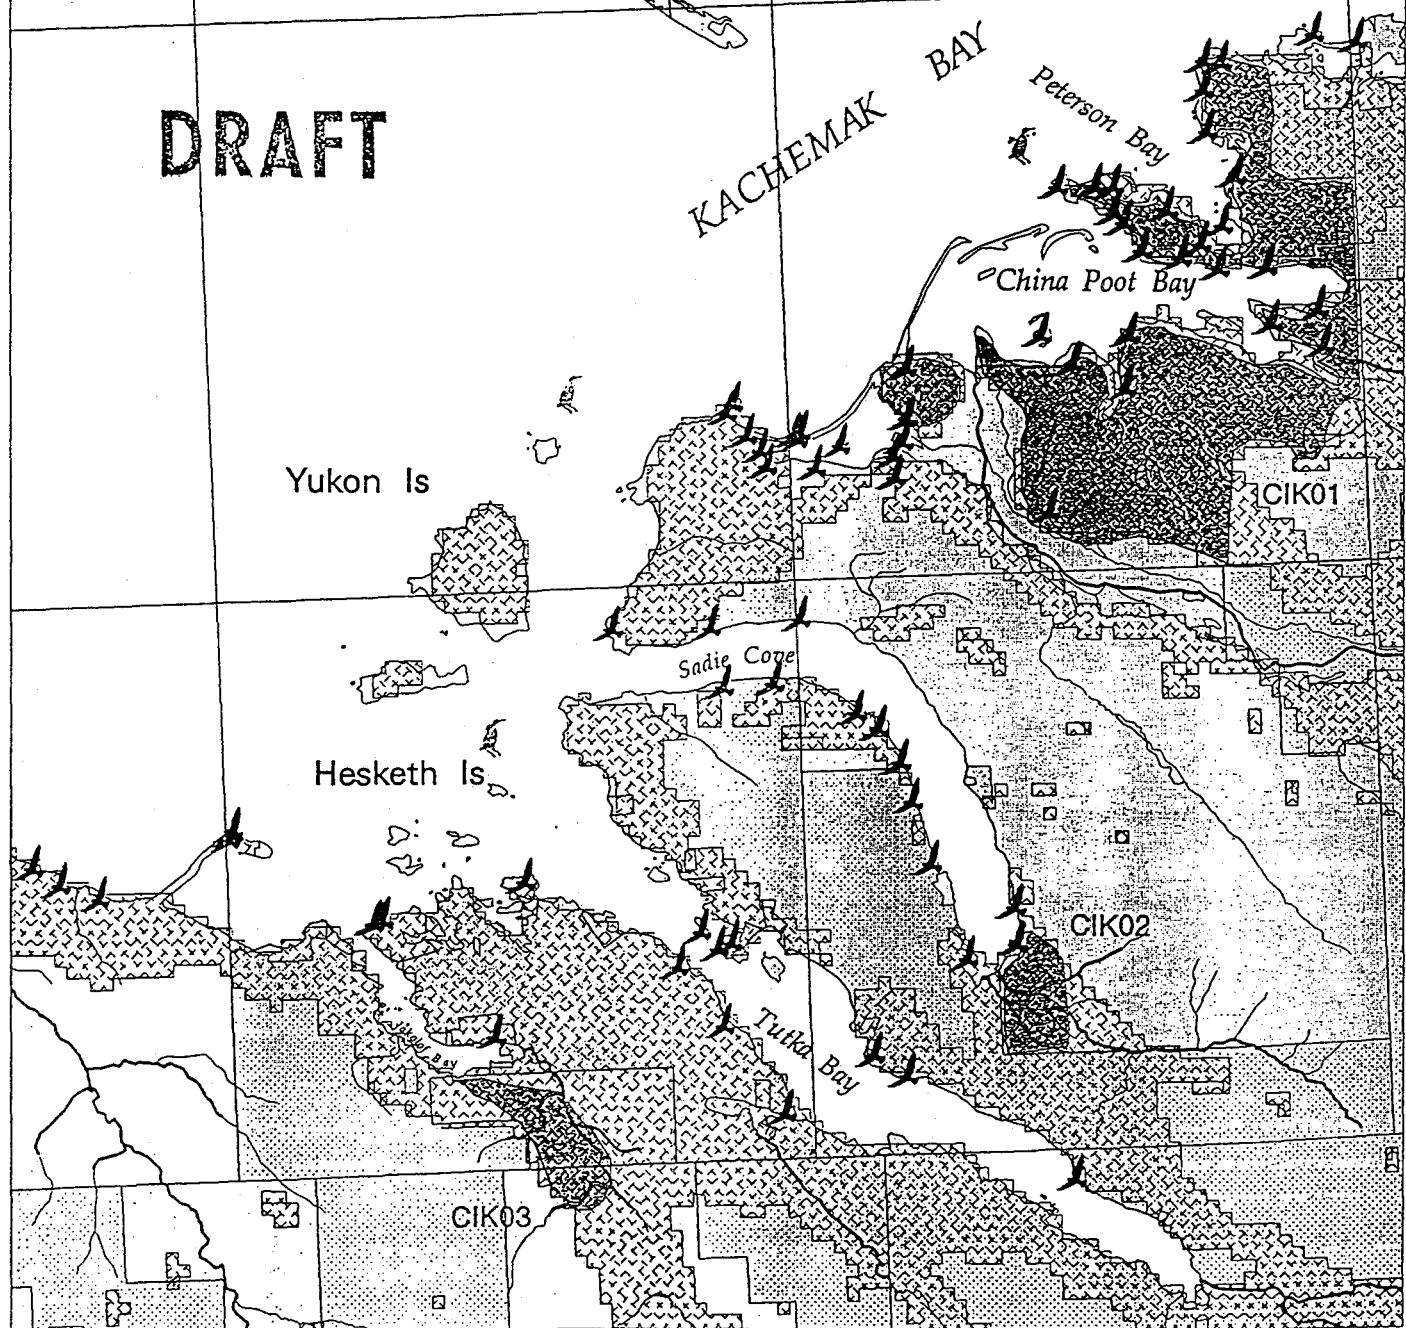 DRAFT
KACHEMAK BAY
Peterson Bay
China Poot Bay
Yukon Is
CIK01
Sadie Cove
Hesketh Is
CIK02
Tutka Bay
Bay
CIK03